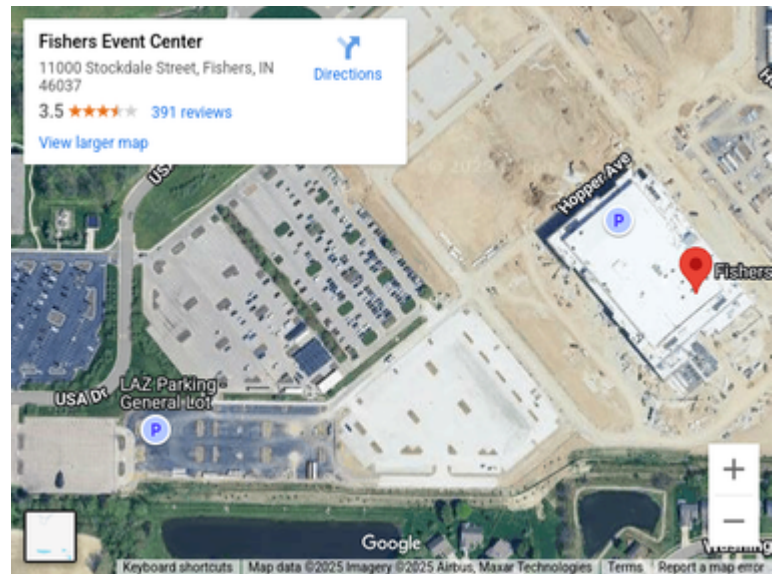 Fishers Event Center
11000 Stockdale Street, Fishers, IN
46037
Directions
3.5
391 reviews
View larger map
USA
Hopper Ave
P
Fishers
USA Dr
LAZ Parking -
General Lot
P
+
−
Google
Washing
Keyboard shortcuts
Map data ©2025 Imagery ©2025 Airbus, Maxar Technologies
Terms
Report a map error